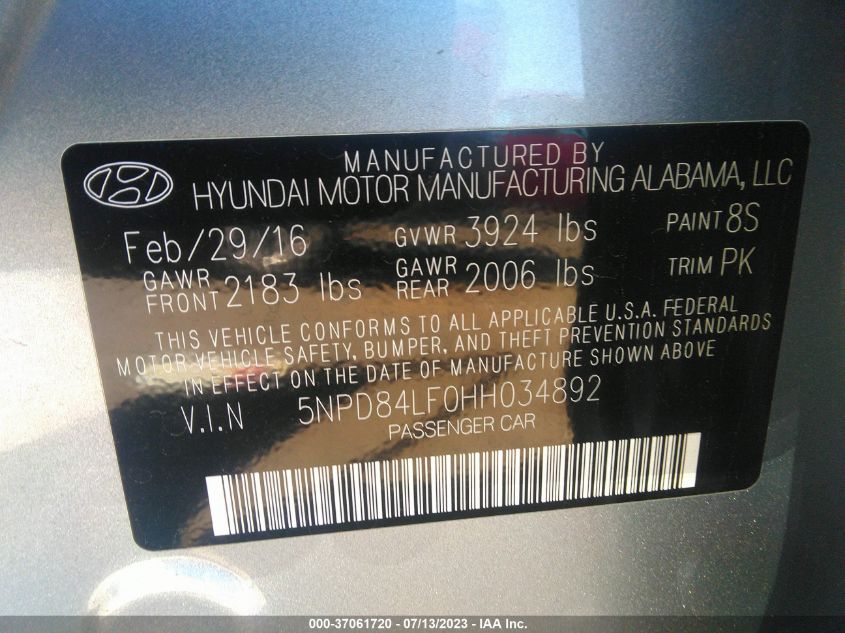 MANUFACTURED BY
HYUNDAI MOTOR MANUFACTURING ALABAMA, LLC
Feb/29/16 GVWR 3924 lbs PAINT 8S
GAWR FRONT 2183 lbs GAWR REAR 2006 lbs TRIM PK
THIS VEHICLE CONFORMS TO ALL APPLICABLE U.S.A. FEDERAL
MOTOR VEHICLE SAFETY, BUMPER, AND THEFT PREVENTION STANDARDS
IN EFFECT ON THE DATE OF MANUFACTURE SHOWN ABOVE
V.I.N 5NPD84LF0HH034892
PASSENGER CAR
000-37061720 - 07/13/2023 - IAA Inc.